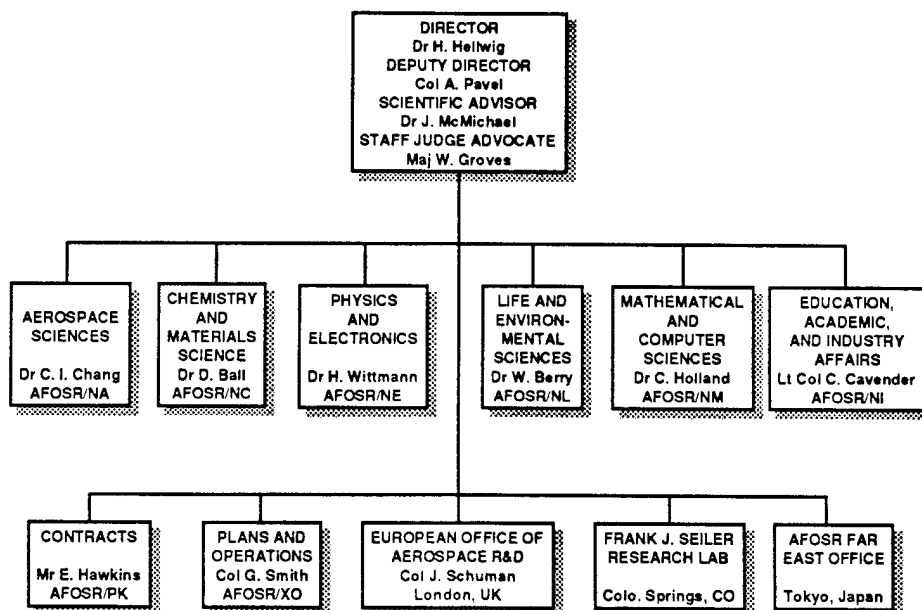 DIRECTOR
Dr H. Hellwig
DEPUTY DIRECTOR
Col A. Pavel
SCIENTIFIC ADVISOR
Dr J. McMichael
STAFF JUDGE ADVOCATE
Maj W. Groves
AEROSPACE
SCIENCES
Dr C. I. Chang
AFOSR/NA
CHEMISTRY
AND
MATERIALS
SCIENCE
Dr D. Ball
AFOSR/NC
PHYSICS
AND
ELECTRONICS
Dr H. Wittmann
AFOSR/NE
LIFE AND
ENVIRON-
MENTAL
SCIENCES
Dr W. Berry
AFOSR/NL
MATHEMATICAL
AND
COMPUTER
SCIENCES
Dr C. Holland
AFOSR/NM
EDUCATION,
ACADEMIC,
AND INDUSTRY
AFFAIRS
Lt Col C. Cavender
AFOSR/NI
CONTRACTS
Mr E. Hawkins
AFOSR/PK
PLANS AND
OPERATIONS
Col G. Smith
AFOSR/XO
EUROPEAN OFFICE OF
AEROSPACE R&D
Col J. Schuman
London, UK
FRANK J. SEILER
RESEARCH LAB
Colo. Springs, CO
AFOSR FAR
EAST OFFICE
Tokyo, Japan